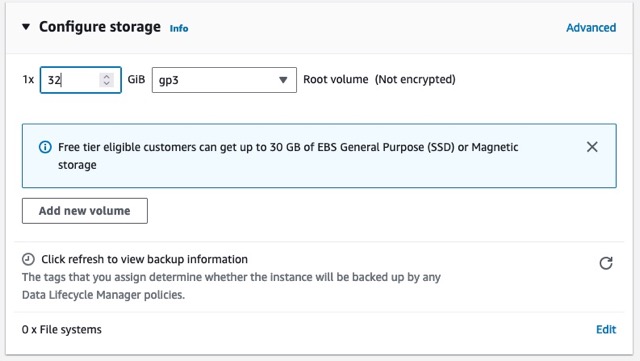 Configure storage Info Advanced
1x 32 GiB gp3 Root volume (Not encrypted)
Free tier eligible customers can get up to 30 GB of EBS General Purpose (SSD) or Magnetic
storage
Add new volume
Click refresh to view backup information
The tags that you assign determine whether the instance will be backed up by any
Data Lifecycle Manager policies.
0 x File systems Edit